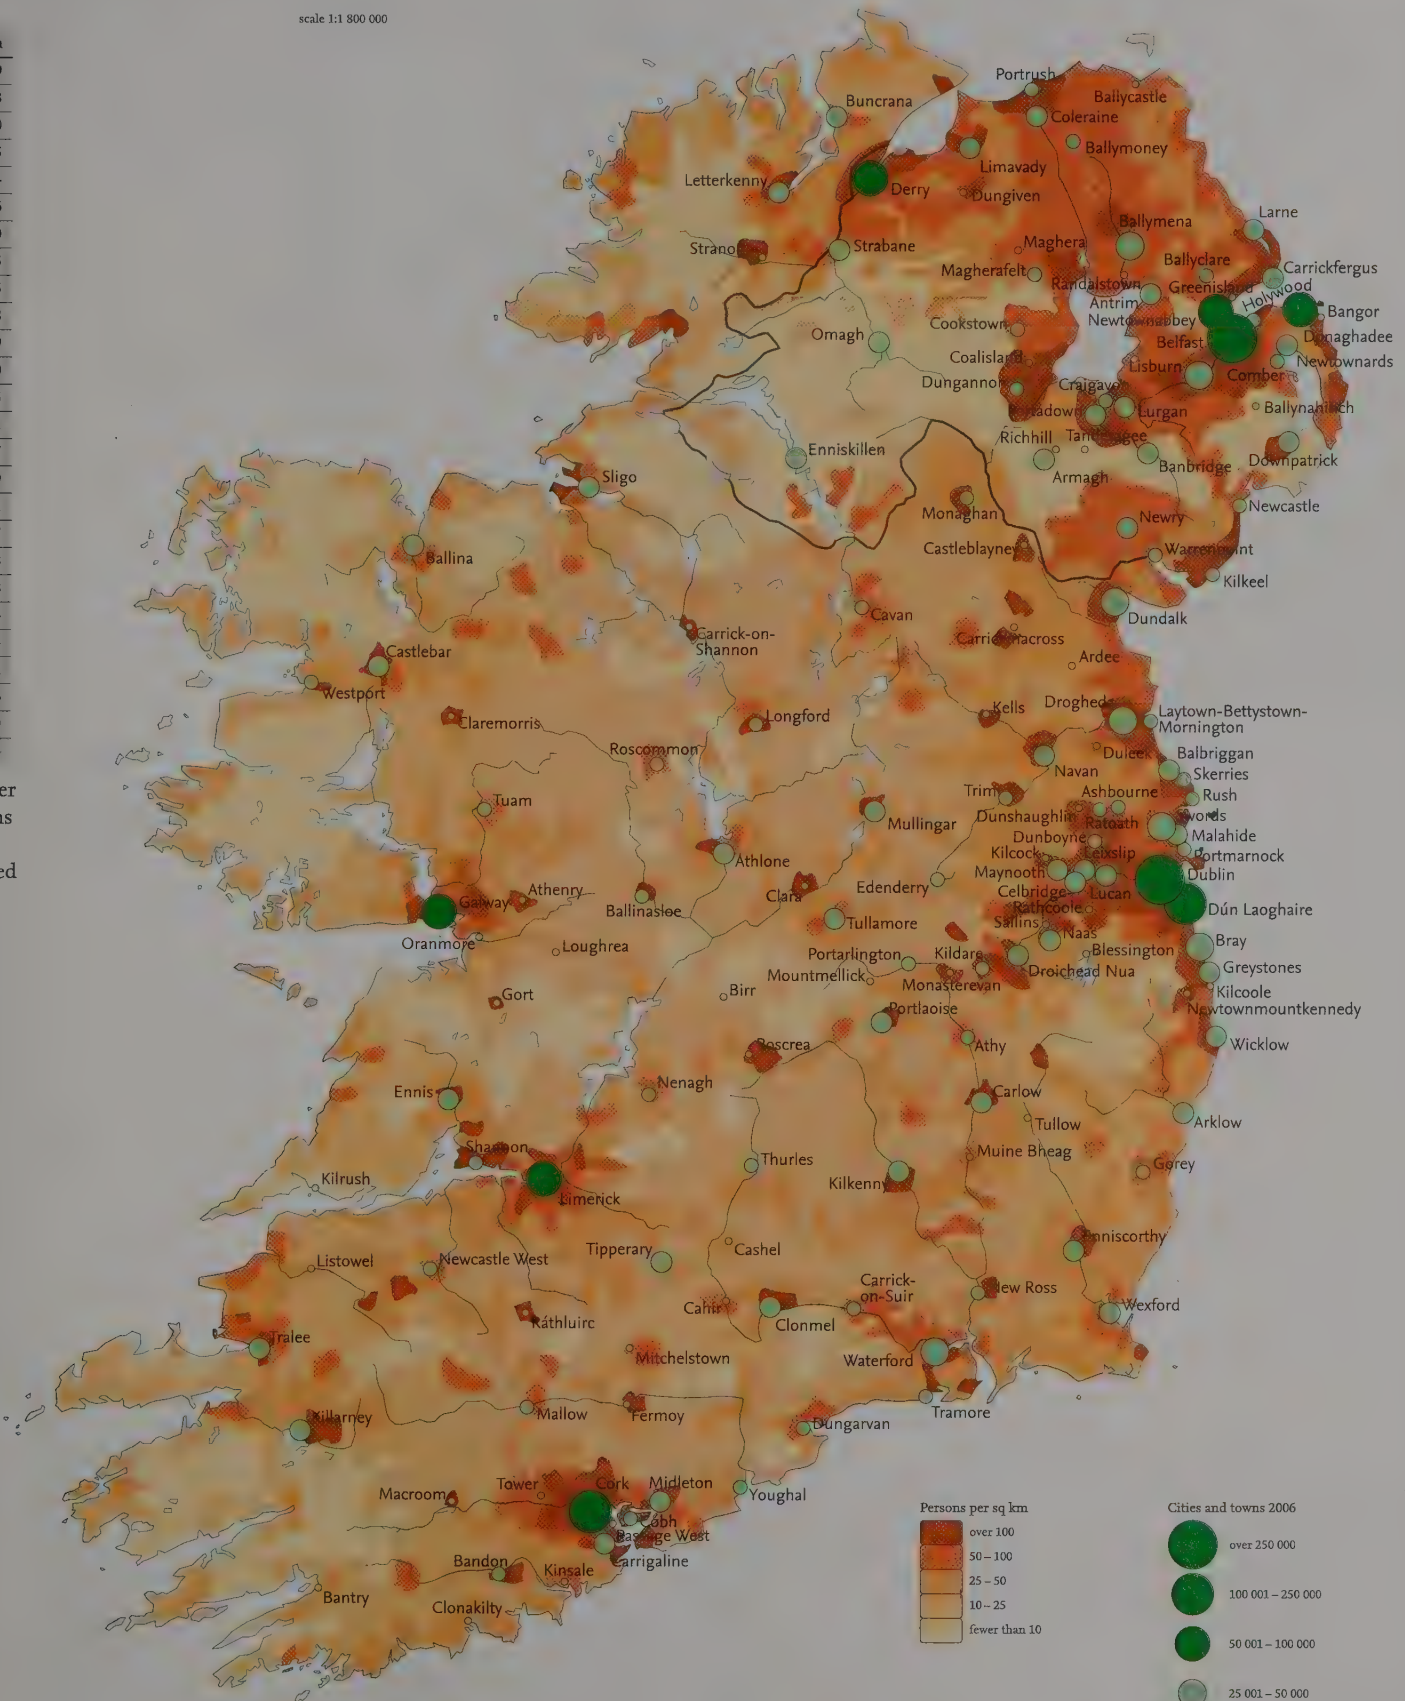 scale 1:1 800 000
Portrush
Ballycastle
Buncrana
Coleraine
Ballymoney
Limavady
Letterkenny
Derry
Dungiven
Larne
Ballymena
Strabane
Maghera
Strano
Ballyclare
Carrickfergus
Magherafelt
Randalstown
Greenisland
Holywood
Antrim
Bangor
Newtownabbey
Cookstown
Omagh
Belfast
Donaghadee
Coalisland
Lisburn
Newtownards
Comber
Dungannon
Craigavon
Portadown
Lurgan
Ballynahinch
Richhill
Tandragee
Enniskillen
Downpatrick
Banbridge
Armagh
Sligo
Newcastle
Monaghan
Newry
Castleblayney
Warrenpoint
Ballina
Kilkeel
Cavan
Dundalk
Carrick-on-
Shannon
Carrickmacross
Castlebar
Ardee
Westport
Drogheda
Kells
Laytown-Bettystown-
Mornington
Longford
Claremorris
Roscommon
Duleek
Balbriggan
Navan
Skerries
Trim
Ashbourne
Rush
Tuam
Dunshaughlin
Ratoath
Swords
Mullingar
Dunboyne
Malahide
Kilcock
Leixslip
Portmarnock
Athlone
Maynooth
Dublin
Clara
Edenderry
Celbridge
Lucan
Athenry
Galway
Ballinasloe
Rathcoole
Dún Laoghaire
Sallins
Tullamore
Naas
Oranmore
Loughrea
Bray
Portarlington
Kildare
Blessington
Mountmellick
Droichead Nua
Greystones
Monasterevan
Birr
Kilcoole
Gort
Newtownmountkennedy
Portlaoise
Wicklow
Roscrea
Athy
Nenagh
Ennis
Carlow
Tullow
Arklow
Shannon
Muine Bheag
Thurles
Gorey
Kilrush
Kilkenny
Limerick
Enniscorthy
Tipperary
Cashel
Listowel
Newcastle West
Carrick-
on-Suir
New Ross
Cahir
Wexford
Ráthluirc
Clonmel
Tralee
Mitchelstown
Waterford
Killarney
Mallow
Fermoy
Tramore
Dungarvan
Tower
Cork
Midleton
Macroom
Youghal
Cobh
Passage West
Carrigaline
Bandon
Kinsale
Bantry
Clonakilty
Persons per sq km
over 100
50 – 100
25 – 50
10 – 25
fewer than 10
Cities and towns 2006
over 250 000
100 001 – 250 000
50 001 – 100 000
25 001 – 50 000